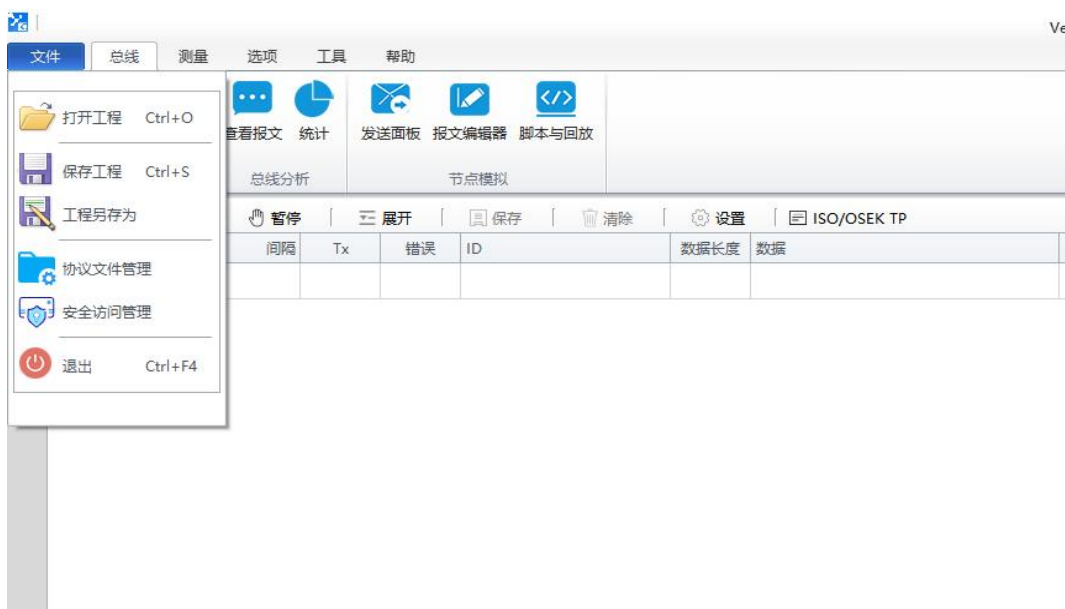 Ve
文件 总线 测量 选项 工具 帮助
打开工程 Ctrl+O
保存工程 Ctrl+S
工程另存为
协议文件管理
安全访问管理
退出 Ctrl+F4
查看报文 统计 发送面板 报文编辑器 脚本与回放
总线分析 节点模拟
暂停 展开 保存 清除 设置 ISO/OSEK TP
间隔 Tx 错误 ID 数据长度 数据